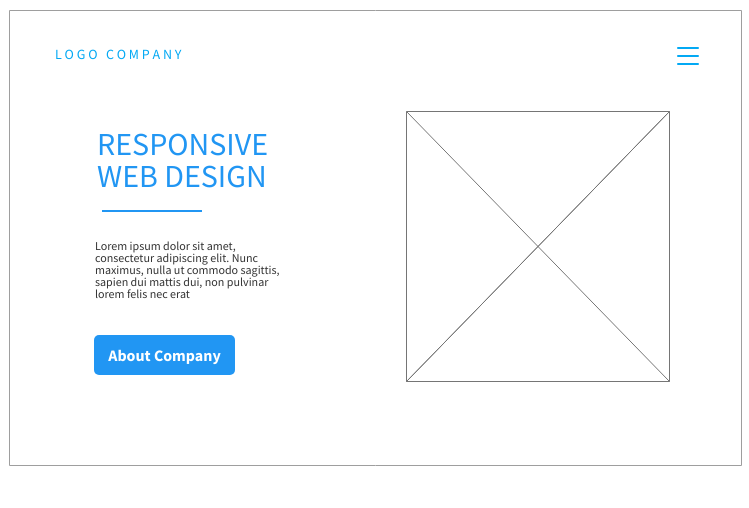 LOGO COMPANY
RESPONSIVE
WEB DESIGN
Lorem ipsum dolor sit amet,
consectetur adipiscing elit. Nunc
maximus, nulla ut commodo sagittis,
sapien dui mattis dui, non pulvinar
lorem felis nec erat
About Company